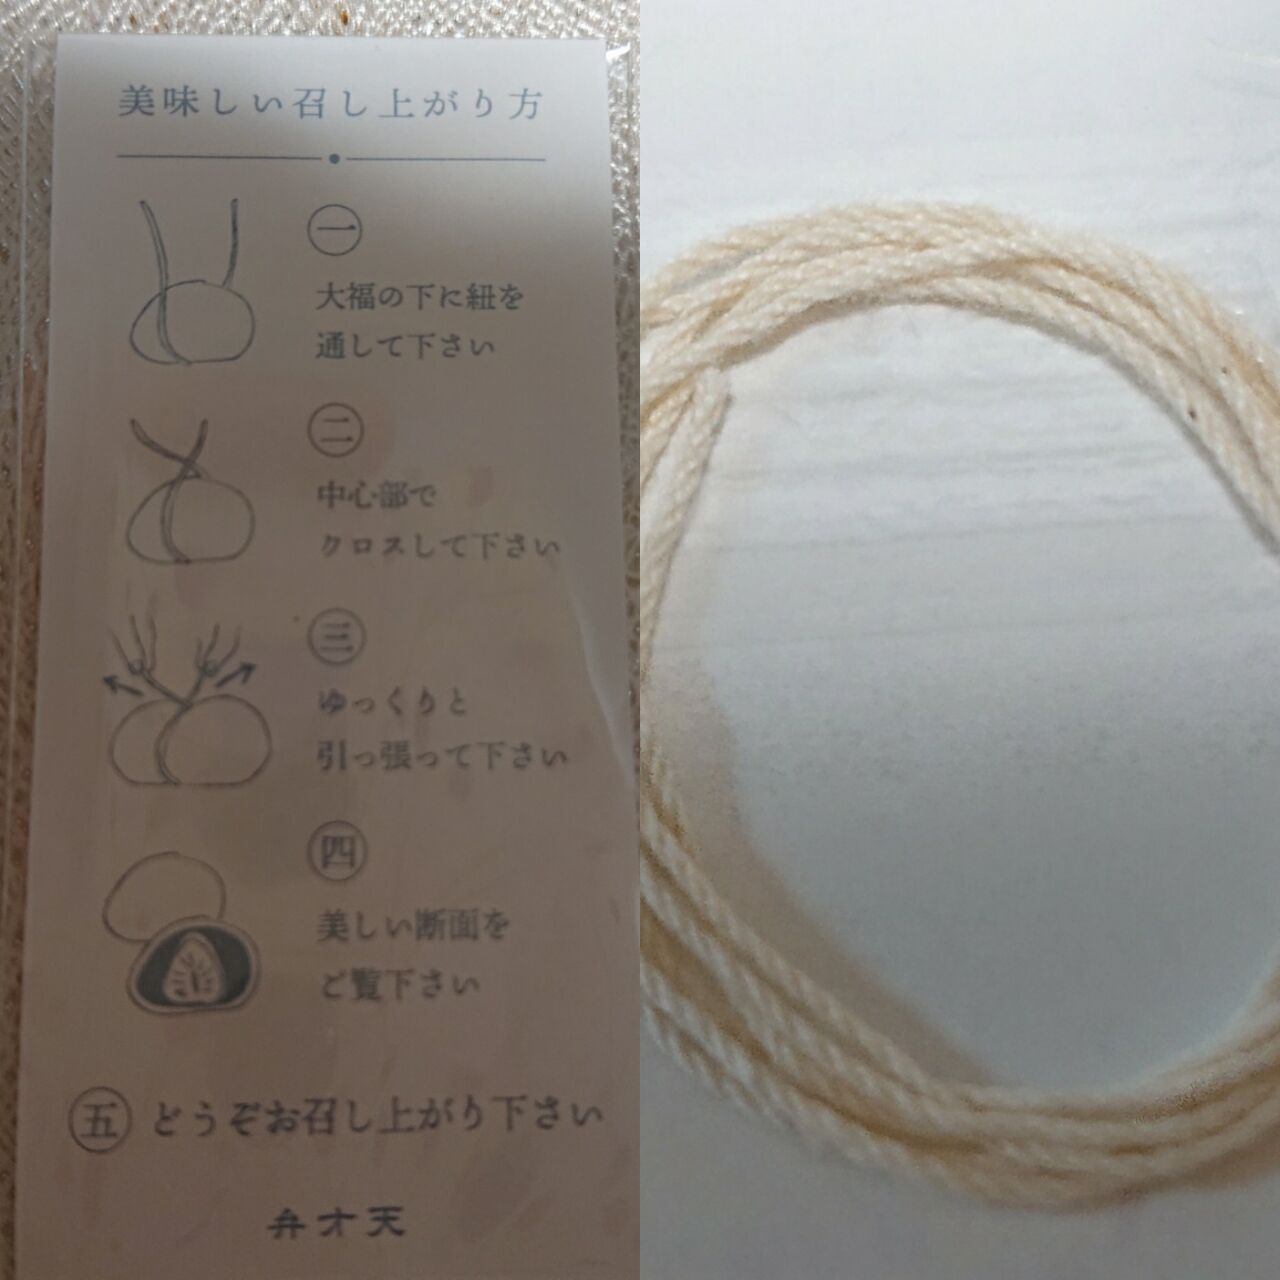 美味しい召し上がり方
一
大福の下に紐を
通して下さい
二
中心部で
クロスして下さい
三
ゆっくりと
引っ張って下さい
四
美しい断面を
ご覧下さい
五 どうぞお召し上がり下さい
弁才天